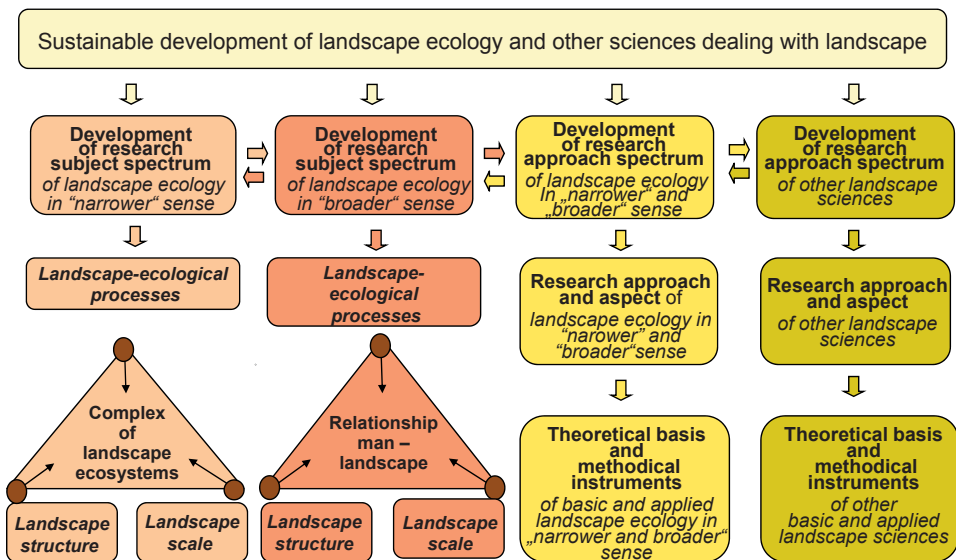 Sustainable development of landscape ecology and other sciences dealing with landscape
Development
of research
subject spectrum
of landscape ecology
in “narrower“ sense
Development
of research
subject spectrum
of landscape ecology
in “broader“ sense
Development
of research
approach spectrum
of landscape ecology
In „narrower“ and
„broader“ sense
Development
of research
approach spectrum
of other landscape
sciences
Landscape-ecological
processes
Landscape-
ecological
processes
Research approach
and aspect of
landscape ecology in
“narower” and
“broader“sense
Research approach
and aspect
of other landscape
sciences
Complex
of
landscape
ecosystems
Relationship
man –
landscape
Theoretical basis
and
methodical
instruments
of basic and applied
landscape ecology in
„narrower and broader“
sense
Theoretical basis
and
methodical
instruments
of other
basic and applied
landscape sciences
Landscape
structure
Landscape
scale
Landscape
structure
Landscape
scale